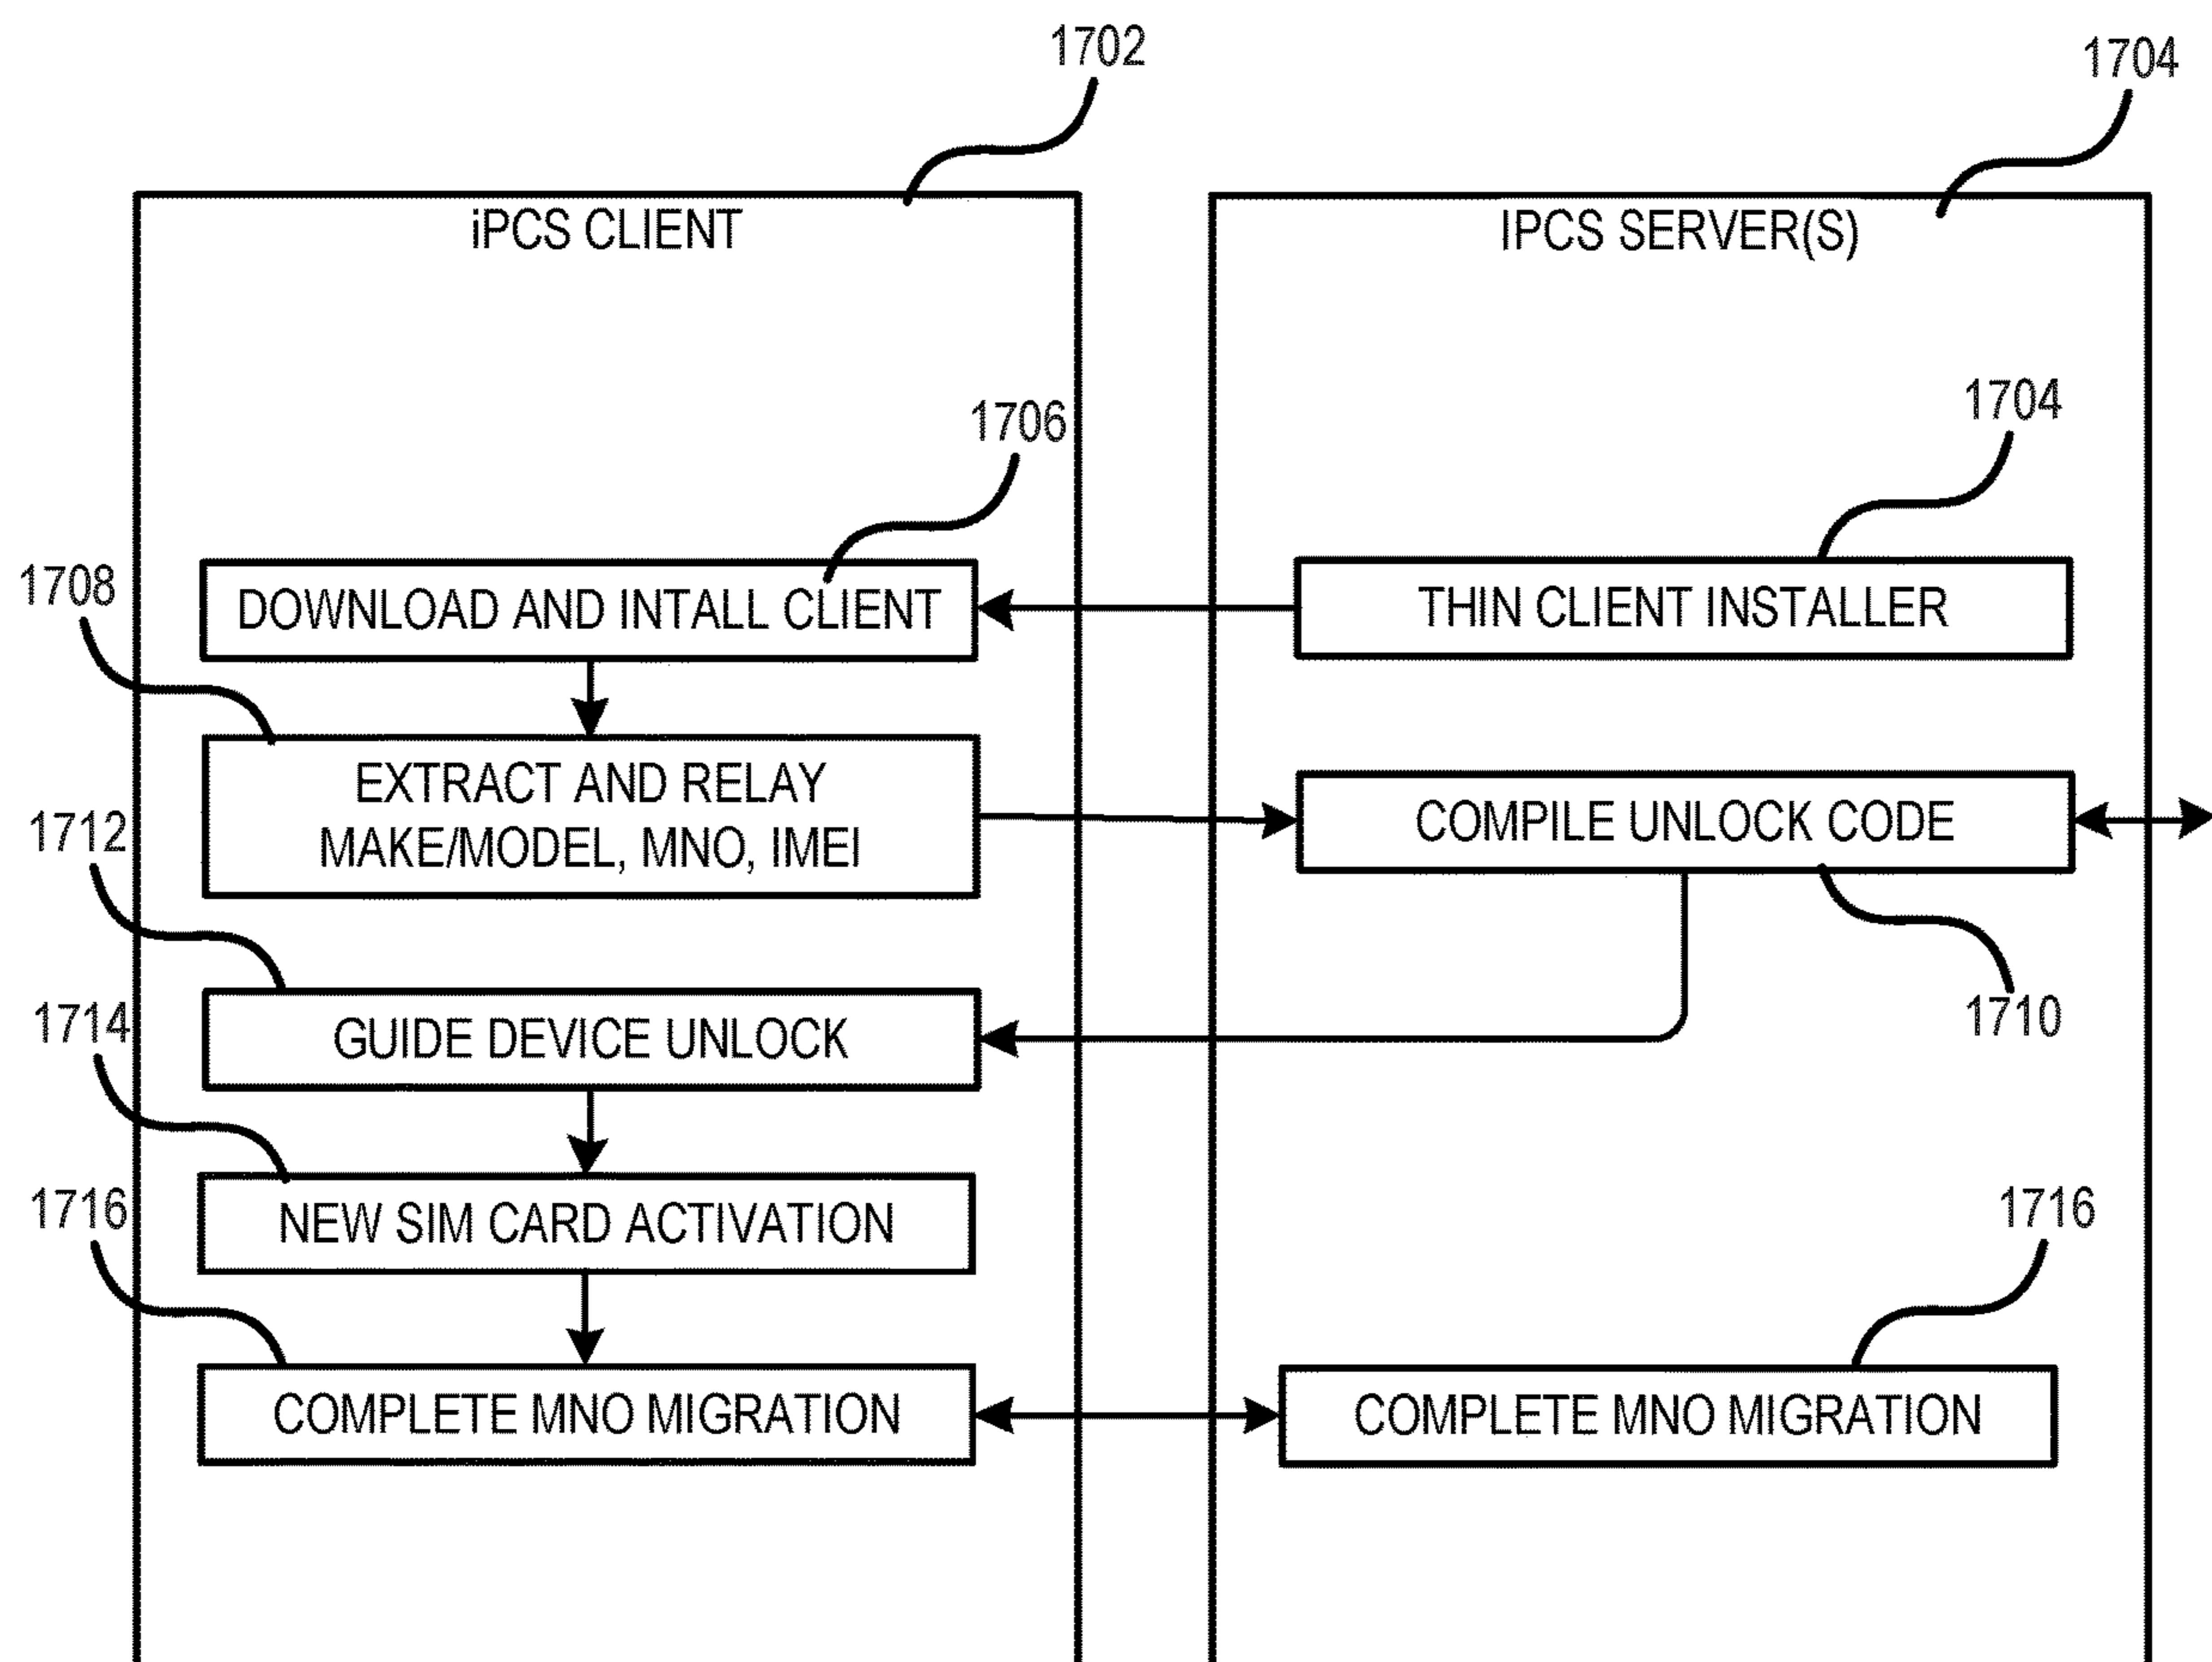 1702
1704
iPCS CLIENT
IPCS SERVER(S)
1704
1706
1708
DOWNLOAD AND INTALL CLIENT
THIN CLIENT INSTALLER
EXTRACT AND RELAY
MAKE/MODEL, MNO, IMEI
COMPILE UNLOCK CODE
1712
1710
1714
GUIDE DEVICE UNLOCK
1716
NEW SIM CARD ACTIVATION
1716
COMPLETE MNO MIGRATION
COMPLETE MNO MIGRATION